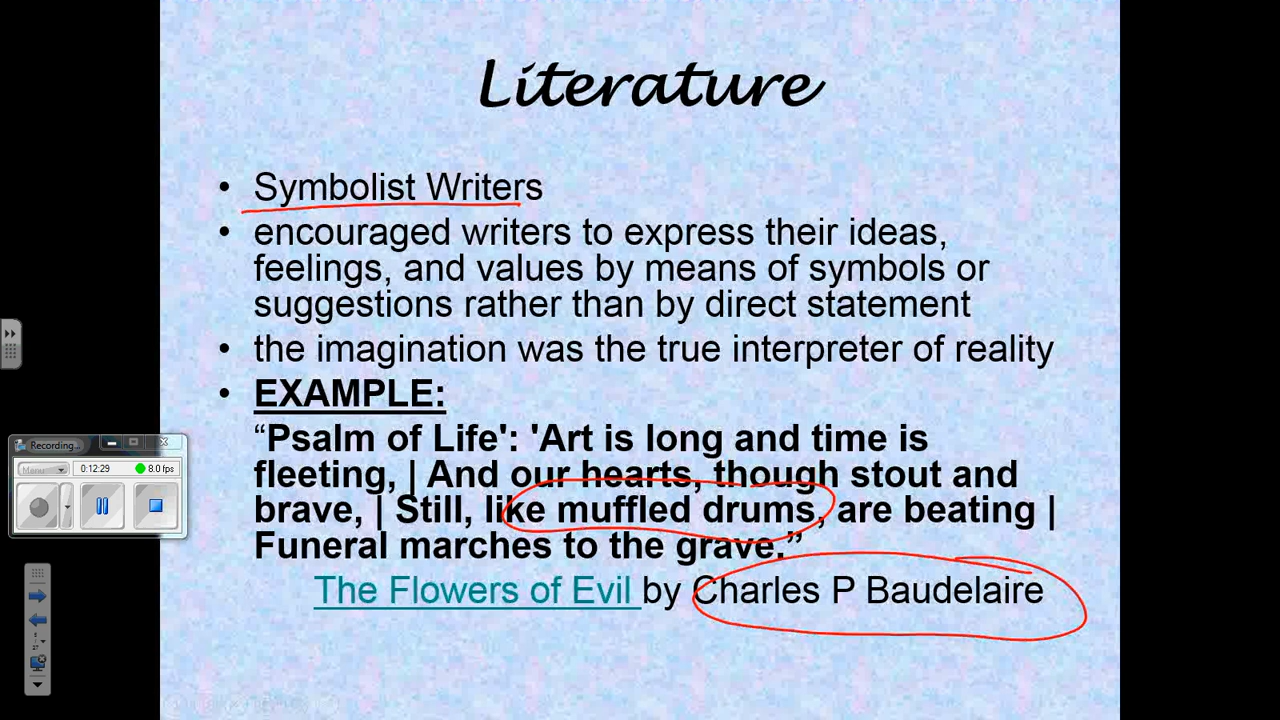 Literature
• Symbolist Writers
• encouraged writers to express their ideas,
feelings, and values by means of symbols or
suggestions rather than by direct statement
• the imagination was the true interpreter of reality
• EXAMPLE:
“Psalm of Life': 'Art is long and time is
fleeting, | And our hearts, though stout and
brave, | Still, like muffled drums, are beating |
Funeral marches to the grave.”
The Flowers of Evil by Charles P Baudelaire
Recording...
Menu 0:12:29 8.0 fps